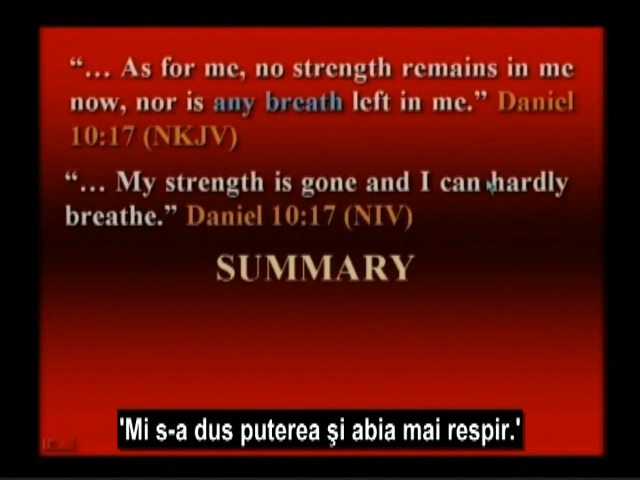 “… As for me, no strength remains in me
now, nor is any breath left in me.” Daniel
10:17 (NKJV)
“… My strength is gone and I can hardly
breathe.” Daniel 10:17 (NIV)
SUMMARY
'Mi s-a dus puterea şi abia mai respir.'